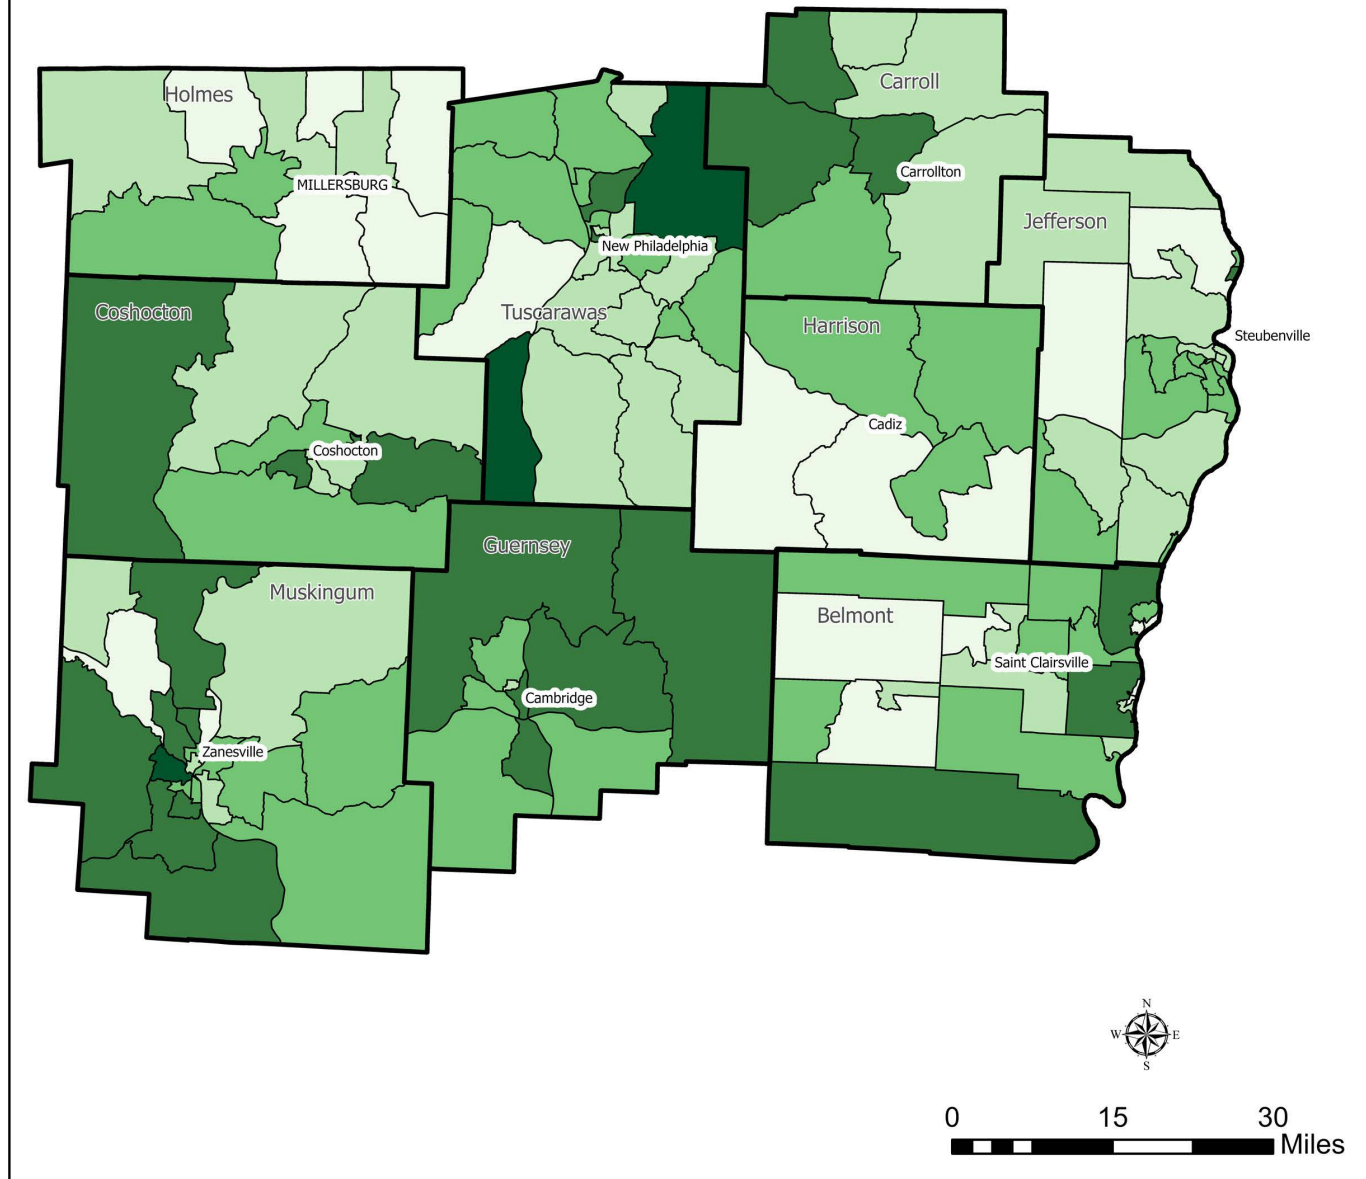 Holmes
Carroll
MILLERSBURG
Carrollton
Jefferson
New Philadelphia
Coshocton
Tuscarawas
Harrison
Steubenville
Cadiz
Coshocton
Guernsey
Muskingum
Belmont
Saint Clairsville
Cambridge
Zanesville
N
W E
S
0 15 30
Miles